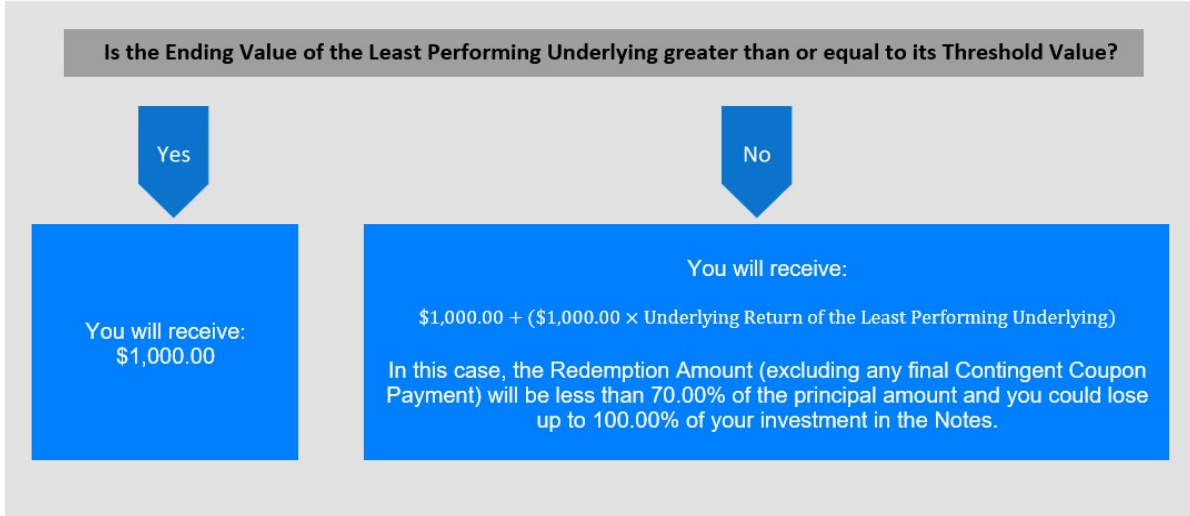 Is the Ending Value of the Least Performing Underlying greater than or equal to its Threshold Value?
Yes
No
You will receive:
$1,000.00
You will receive:
$1,000.00 + ($1,000.00 × Underlying Return of the Least Performing Underlying)
In this case, the Redemption Amount (excluding any final Contingent Coupon
Payment) will be less than 70.00% of the principal amount and you could lose
up to 100.00% of your investment in the Notes.